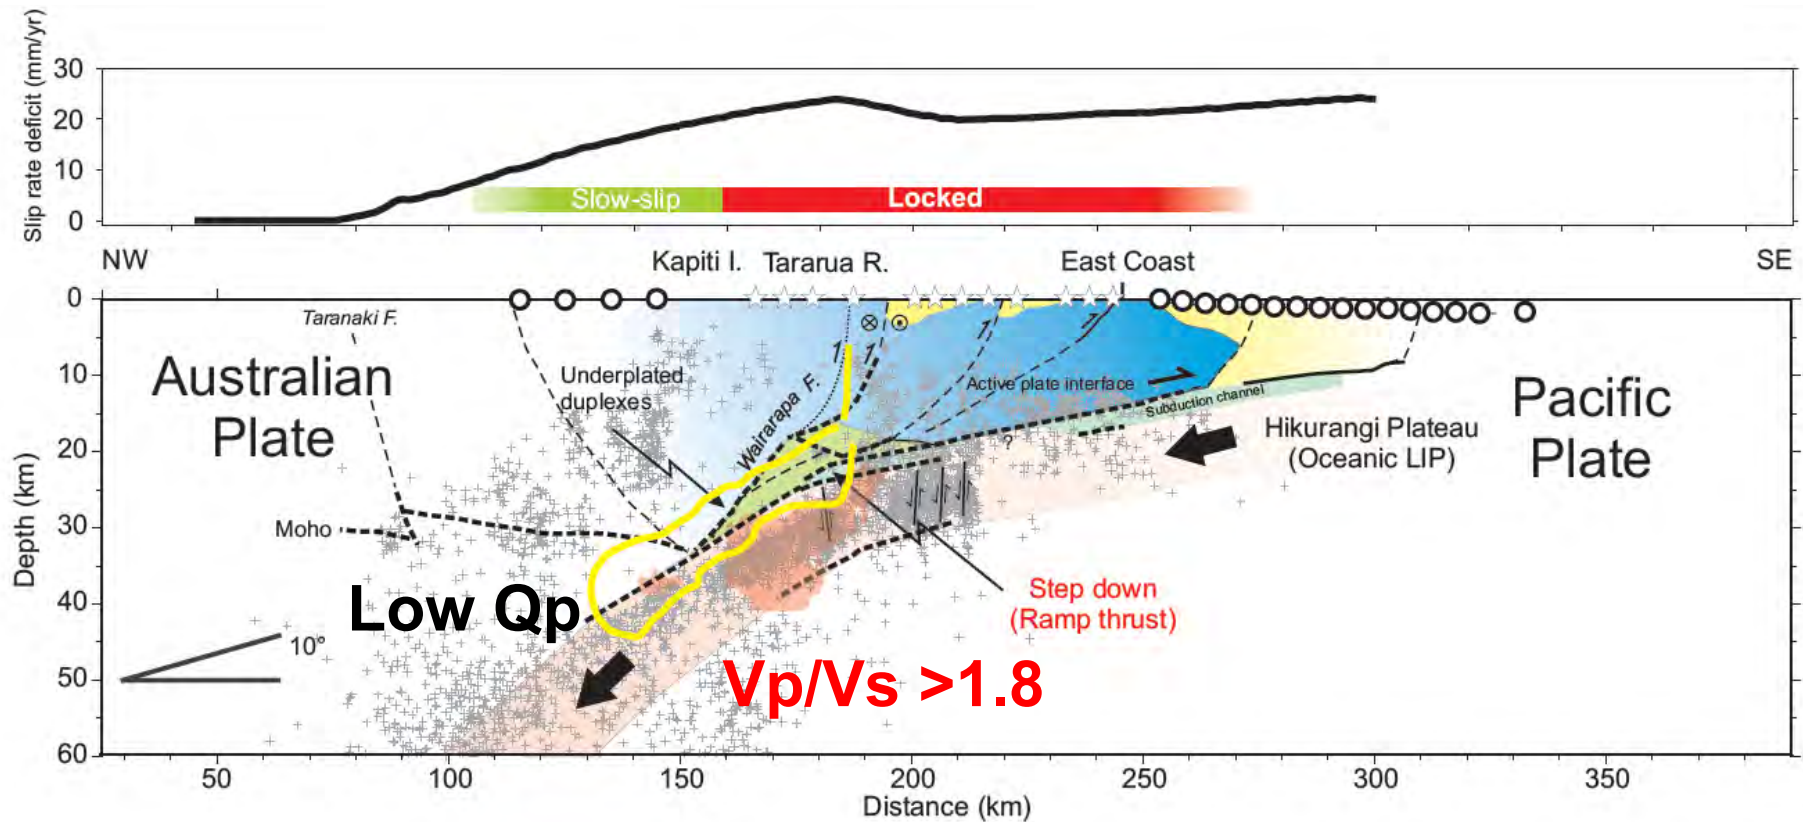 Slip rate deficit (mm/yr)
30
20
10
0
Slow-slip
Locked
NW
Kapiti I.
Tararua R.
East Coast
SE
Depth (km)
0
10
20
30
40
50
60
Taranaki F.
Australian
Plate
Underplated
duplexes
Wairarapa F.
Active plate interface
Subduction channel
?
Hikurangi Plateau
(Oceanic LIP)
Pacific
Plate
Moho
Low Qp
Step down
(Ramp thrust)
10°
Vp/Vs >1.8
50
100
150
200
250
300
350
Distance (km)